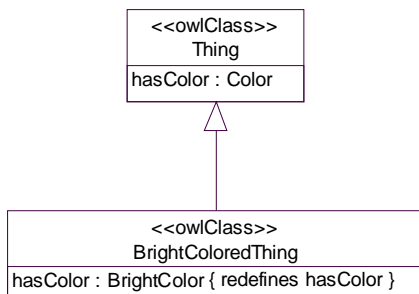 <<owlClass>>
Thing
hasColor : Color
<<owlClass>>
BrightColoredThing
hasColor : BrightColor { redefines hasColor }